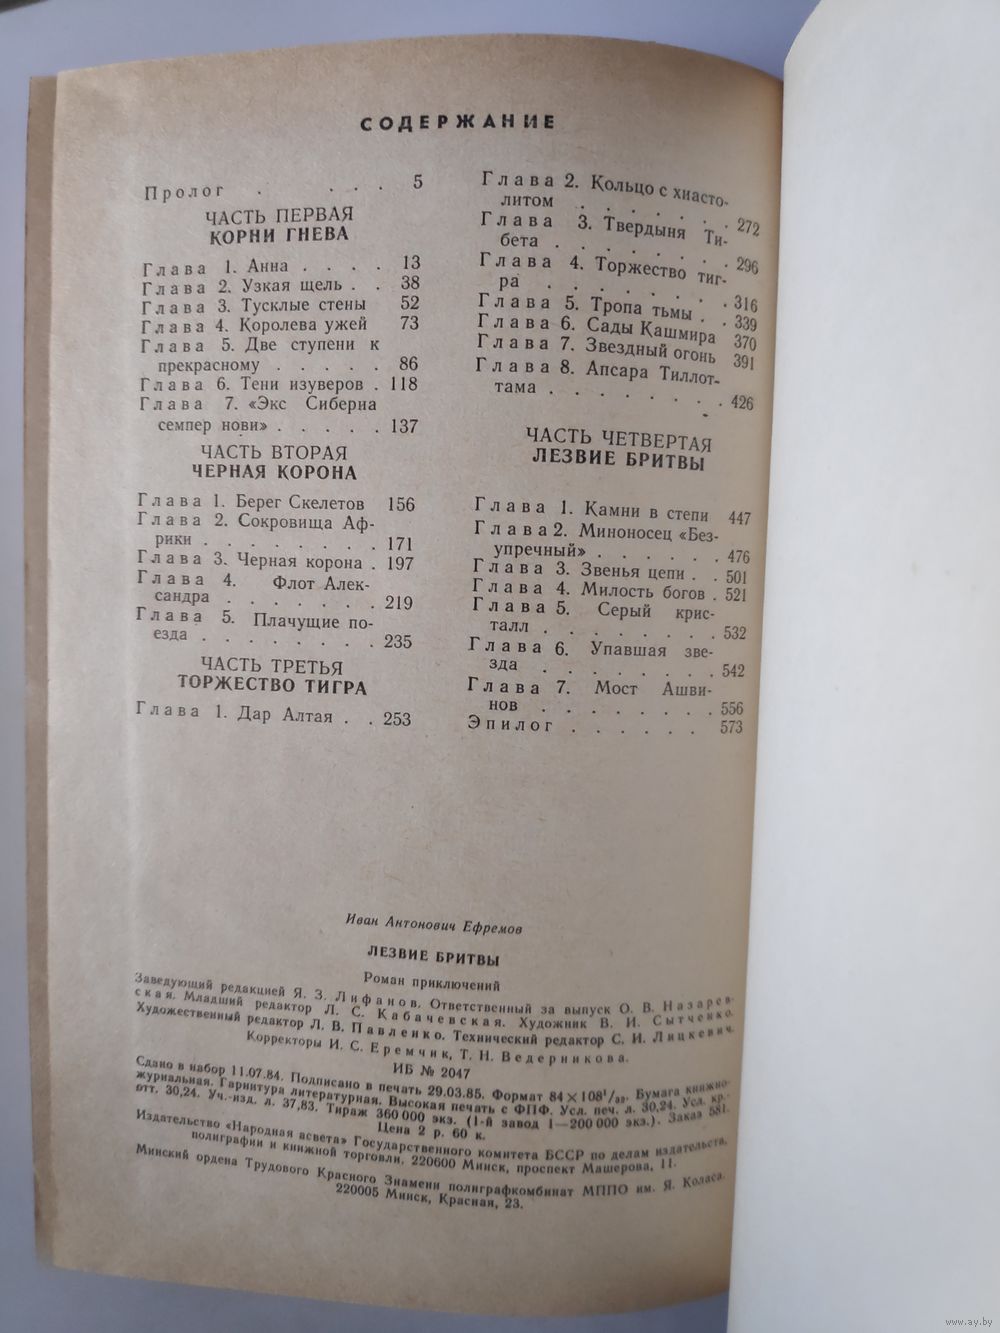 СОДЕРЖАНИЕ
Пролог . . . . 5
ЧАСТЬ ПЕРВАЯ
КОРНИ ГНЕВА
Глава 1. Анна . . . . 13
Глава 2. Узкая щель . . 38
Глава 3. Тусклые стены 52
Глава 4. Королева ужей 73
Глава 5. Две ступени к
прекрасному . . . . . 86
Глава 6. Тени изуверов . 118
Глава 7. «Экс Сибериа
семпер нови» . . . . . 137
ЧАСТЬ ВТОРАЯ
ЧЕРНАЯ КОРОНА
Глава 1. Берег Скелетов 156
Глава 2. Сокровища Аф-
рики . . . . . . . . 171
Глава 3. Черная корона . 197
Глава 4. Флот Алек-
сандра . . . . . . . 219
Глава 5. Плачущие по-
езда . . . . . . . . 235
ЧАСТЬ ТРЕТЬЯ
ТОРЖЕСТВО ТИГРА
Глава 1. Дар Алтая . . 253
Глава 2. Кольцо с хиасто-
литом . . . . . . . 272
Глава 3. Твердыня Ти-
бета . . . . . . . . 296
Глава 4. Торжество тиг-
ра . . . . . . . . 316
Глава 5. Тропа тьмы . . 339
Глава 6. Сады Кашмира 370
Глава 7. Звездный огонь 391
Глава 8. Апсара Тиллот-
тама . . . . . . . . 426
ЧАСТЬ ЧЕТВЕРТАЯ
ЛЕЗВИЕ БРИТВЫ
Глава 1. Камни в степи 447
Глава 2. Миноносец «Без-
упречный» . . . . . 476
Глава 3. Звенья цепи . . 501
Глава 4. Милость богов . 521
Глава 5. Серый крис-
талл . . . . . . . . 532
Глава 6. Упавшая зве-
зда . . . . . . . . 542
Глава 7. Мост Ашви-
нов . . . . . . . . 556
Эпилог . . . . . . 573
Иван Антонович Ефремов
ЛЕЗВИЕ БРИТВЫ
Роман приключений
Заведующий редакцией Я. З. Лифанов. Ответственный за выпуск О. В. Назарев-
ская. Младший редактор Л. С. Кабачевская. Художник В. И. Сытченко.
Художественный редактор Л. В. Павленко. Технический редактор С. И. Лицкевич.
Корректоры И. С. Еремчик, Т. Н. Ведерникова.
ИБ № 2047
Сдано в набор 11.07.84. Подписано в печать 29.03.85. Формат 84×108¹/₃₂. Бумага книжно-
журнальная. Гарнитура литературная. Высокая печать с ФПФ. Усл. печ. л. 30,24. Усл. кр.-
отт. 30,24. Уч.-изд. л. 37,83. Тираж 360 000 экз. (1-й завод 1—200 000 экз.). Заказ 581.
Цена 2 р. 60 к.
Издательство «Народная асвета» Государственного комитета БССР по делам издательств,
полиграфии и книжной торговли. 220600 Минск, проспект Машерова, 11.
Минский ордена Трудового Красного Знамени полиграфкомбинат МППО им. Я. Коласа.
220005 Минск, Красная, 23.
www.ay.by